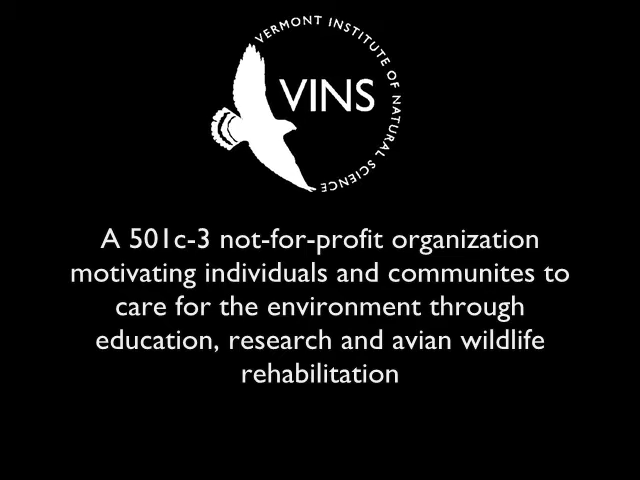 VERMONT INSTITUTE OF NATURAL SCIENCE
VINS
A 501c-3 not-for-profit organization
motivating individuals and communites to
care for the environment through
education, research and avian wildlife
rehabilitation